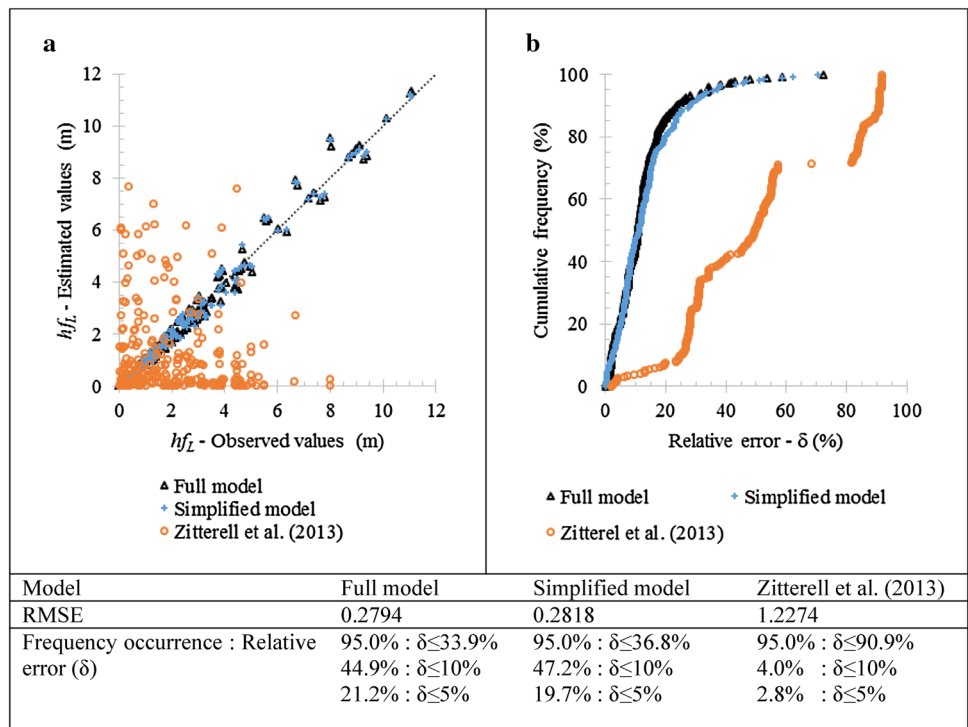 a
12
10
8
6
4
2
0
0 2 4 6 8 10 12
hfL - Estimated values (m)
hfL - Observed values (m)
Full model
Simplified model
Zitterell et al. (2013)
b
100
80
60
40
20
0
0 20 40 60 80 100
Cumulative frequency (%)
Relative error - δ (%)
Full model Simplified model
Zitterel et al. (2013)
Model Full model Simplified model Zitterell et al. (2013)
RMSE 0.2794 0.2818 1.2274
Frequency occurrence : Relative 95.0% : δ≤33.9% 95.0% : δ≤36.8% 95.0% : δ≤90.9%
error (δ) 44.9% : δ≤10% 47.2% : δ≤10% 4.0% : δ≤10%
21.2% : δ≤5% 19.7% : δ≤5% 2.8% : δ≤5%